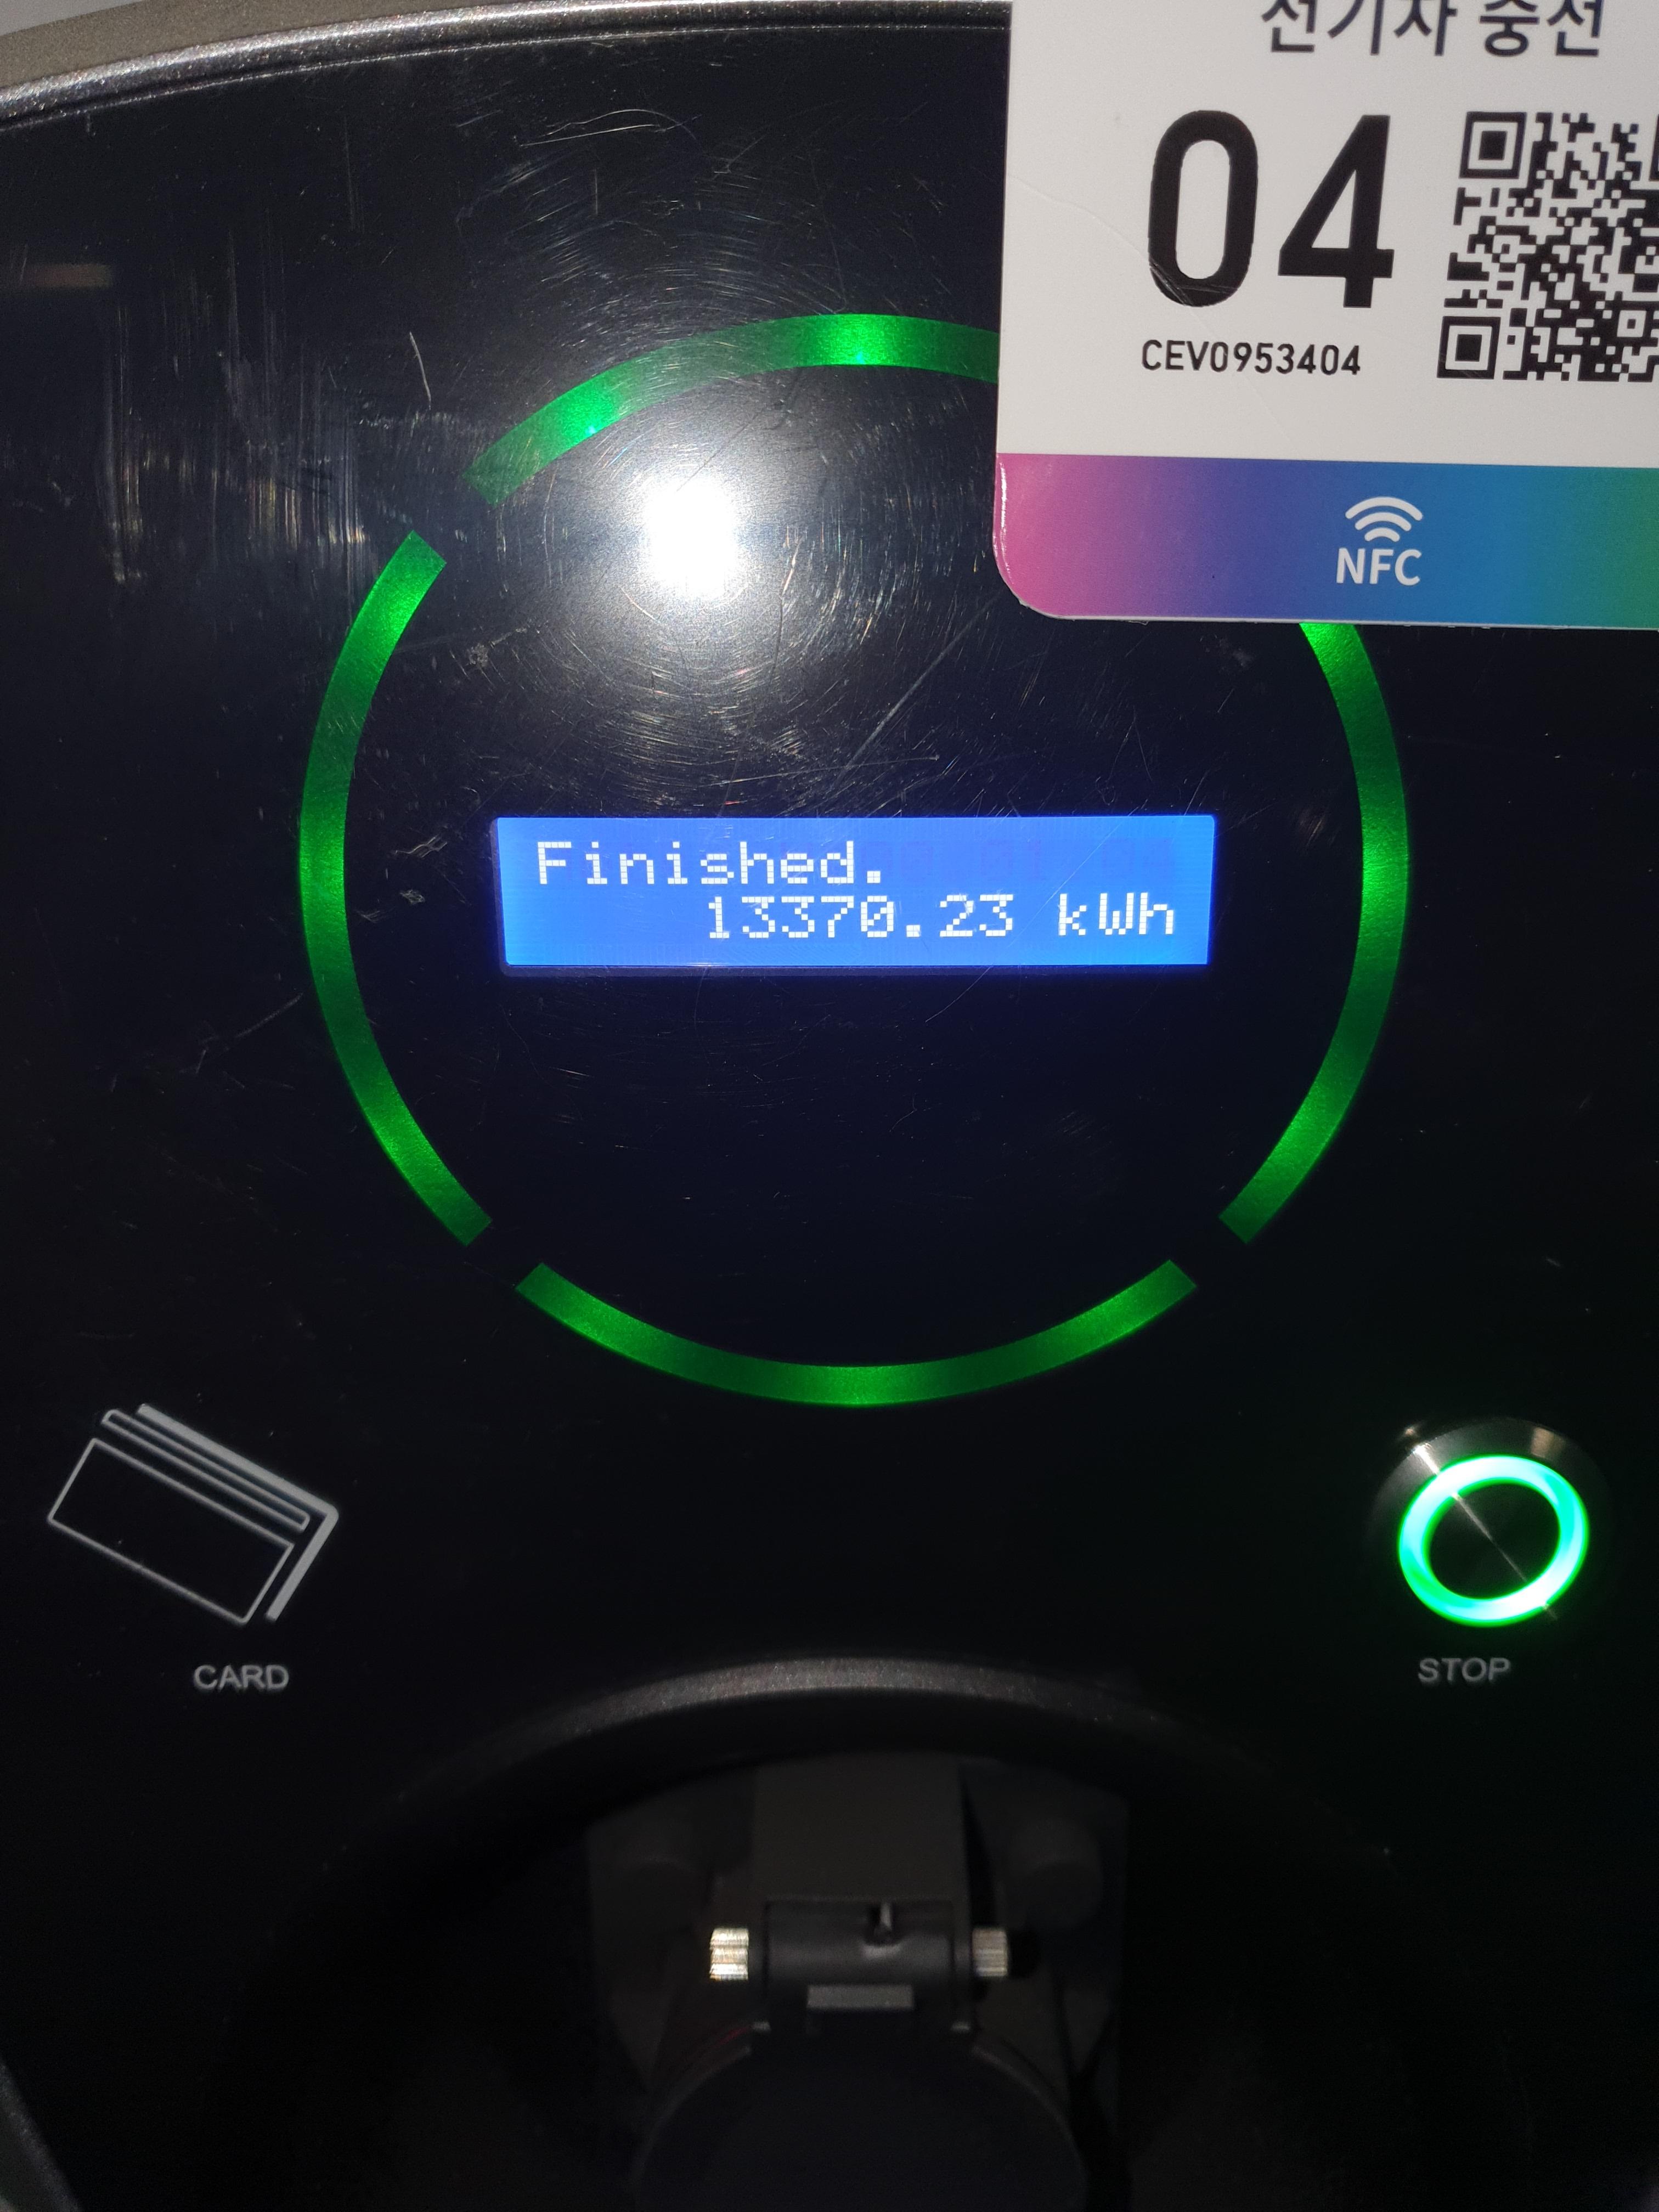 전기차 충전
04
CEV0953404
NFC
Finished.
13370.23 kWh
CARD
STOP